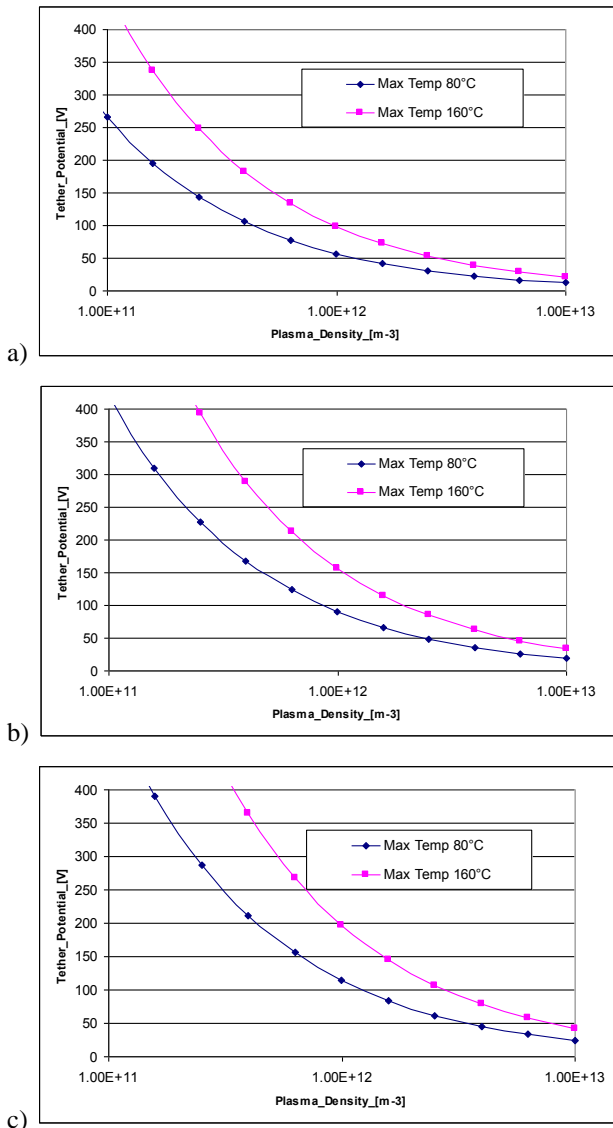 400
350
300
250
200
150
100
50
0
Tether_Potential_[V]
Max Temp 80°C
Max Temp 160°C
1.00E+11 1.00E+12 1.00E+13
Plasma_Density_[m-3]
a)
400
350
300
250
200
150
100
50
0
Tether_Potential_[V]
Max Temp 80°C
Max Temp 160°C
1.00E+11 1.00E+12 1.00E+13
Plasma_Density_[m-3]
b)
400
350
300
250
200
150
100
50
0
Tether_Potential_[V]
Max Temp 80°C
Max Temp 160°C
1.00E+11 1.00E+12 1.00E+13
Plasma_Density_[m-3]
c)